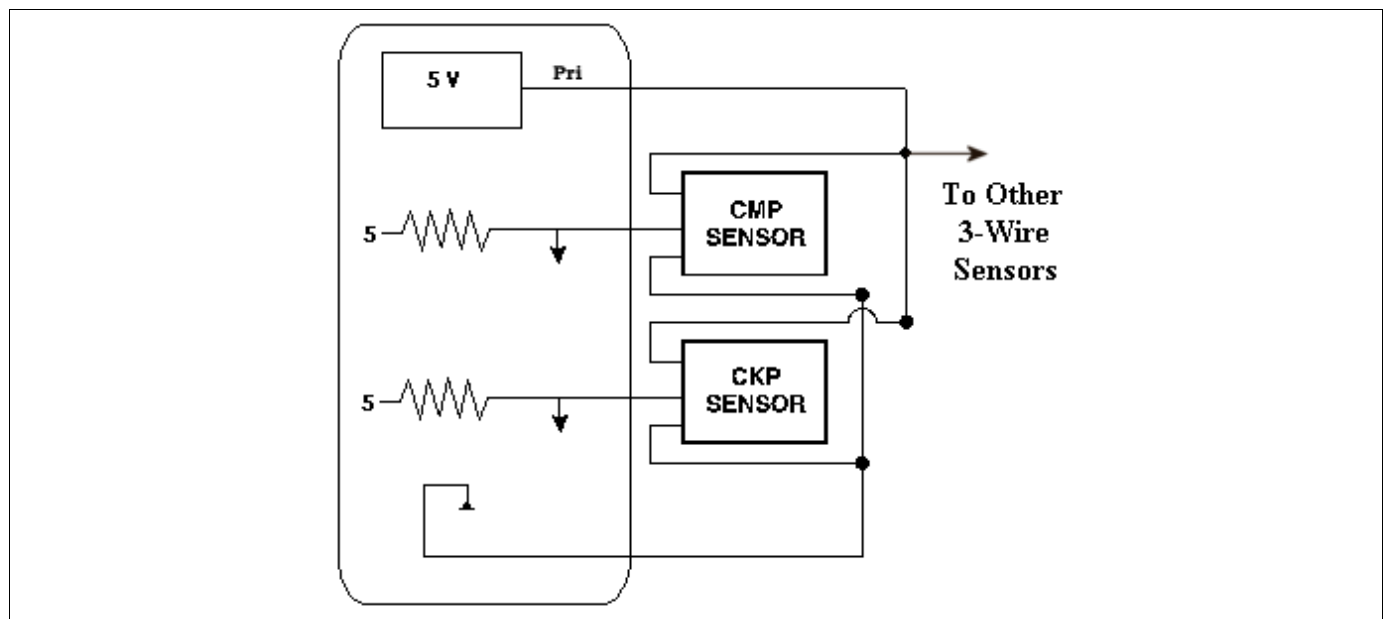 5 V
Pri
CMP
SENSOR
To Other
3-Wire
Sensors
5
CKP
SENSOR
5